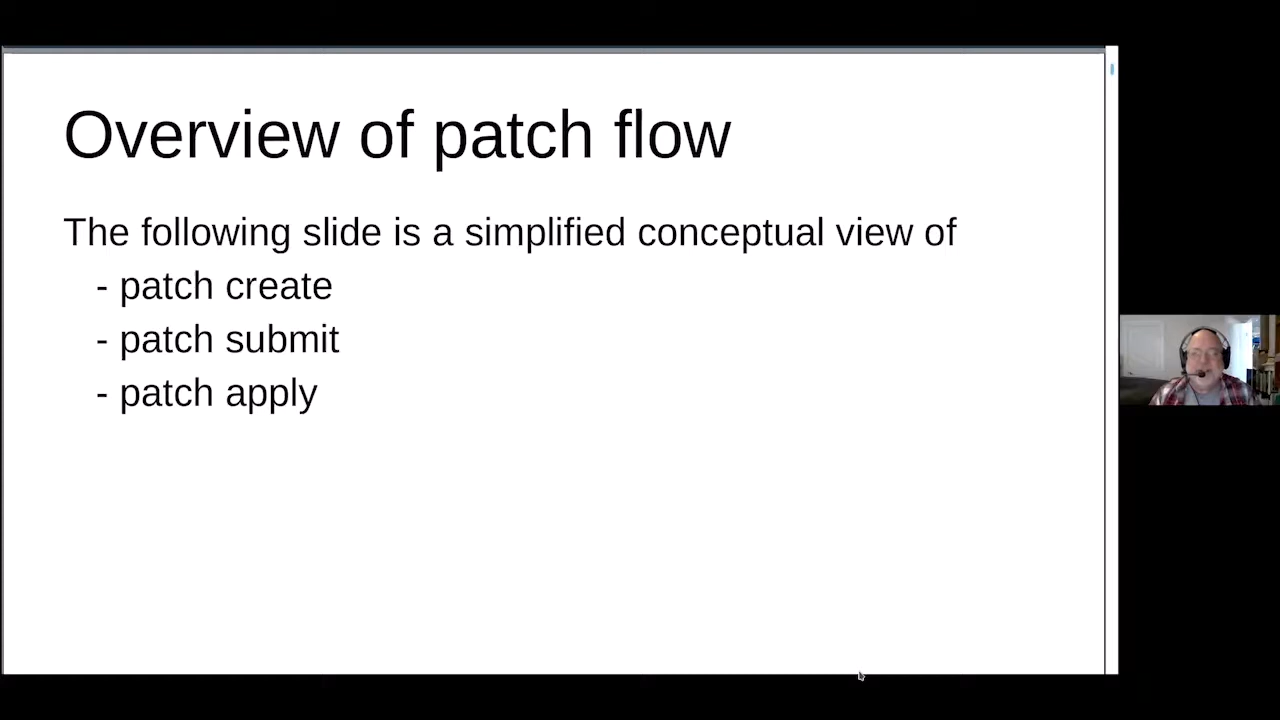 Overview of patch flow
The following slide is a simplified conceptual view of
- patch create
- patch submit
- patch apply